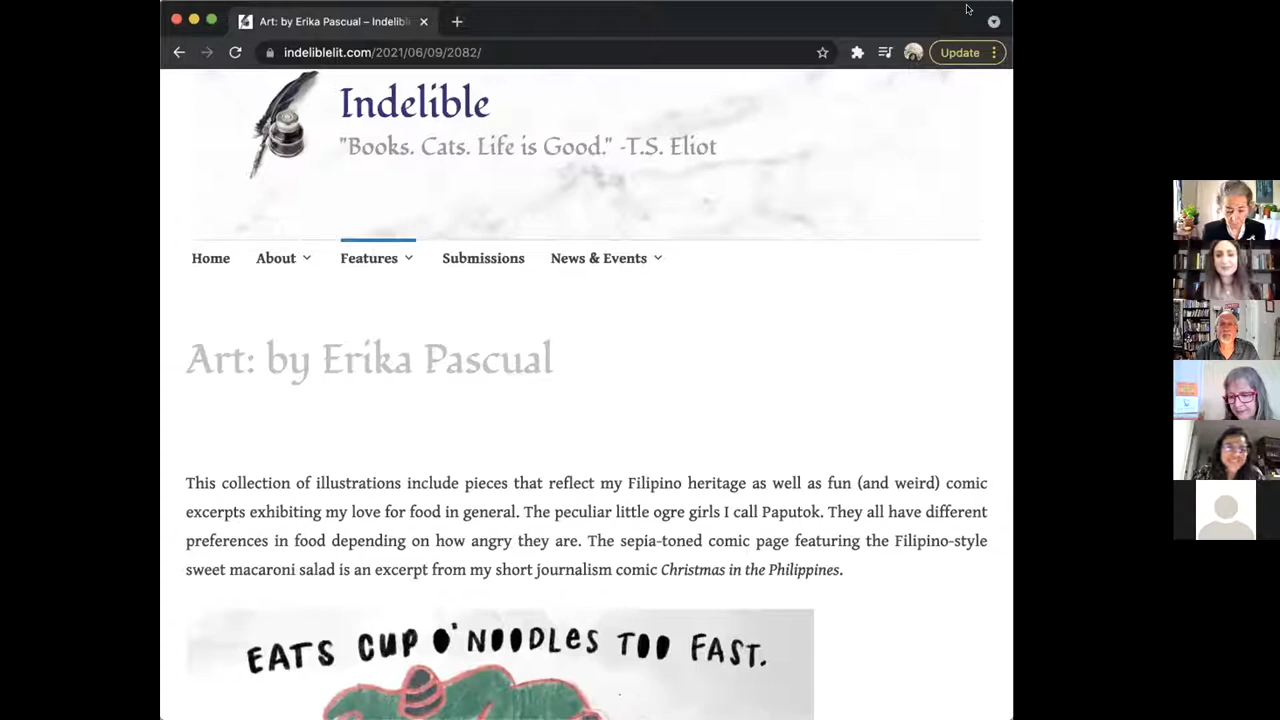 Art: by Erika Pascual – Indelibl
indeliblelit.com/2021/06/09/2082/
Update
Indelible
"Books. Cats. Life is Good." -T.S. Eliot
Home About Features Submissions News & Events
Art: by Erika Pascual
This collection of illustrations include pieces that reflect my Filipino heritage as well as fun (and weird) comic
excerpts exhibiting my love for food in general. The peculiar little ogre girls I call Paputok. They all have different
preferences in food depending on how angry they are. The sepia-toned comic page featuring the Filipino-style
sweet macaroni salad is an excerpt from my short journalism comic Christmas in the Philippines.
EATS CUP O' NOODLES TOO FAST.